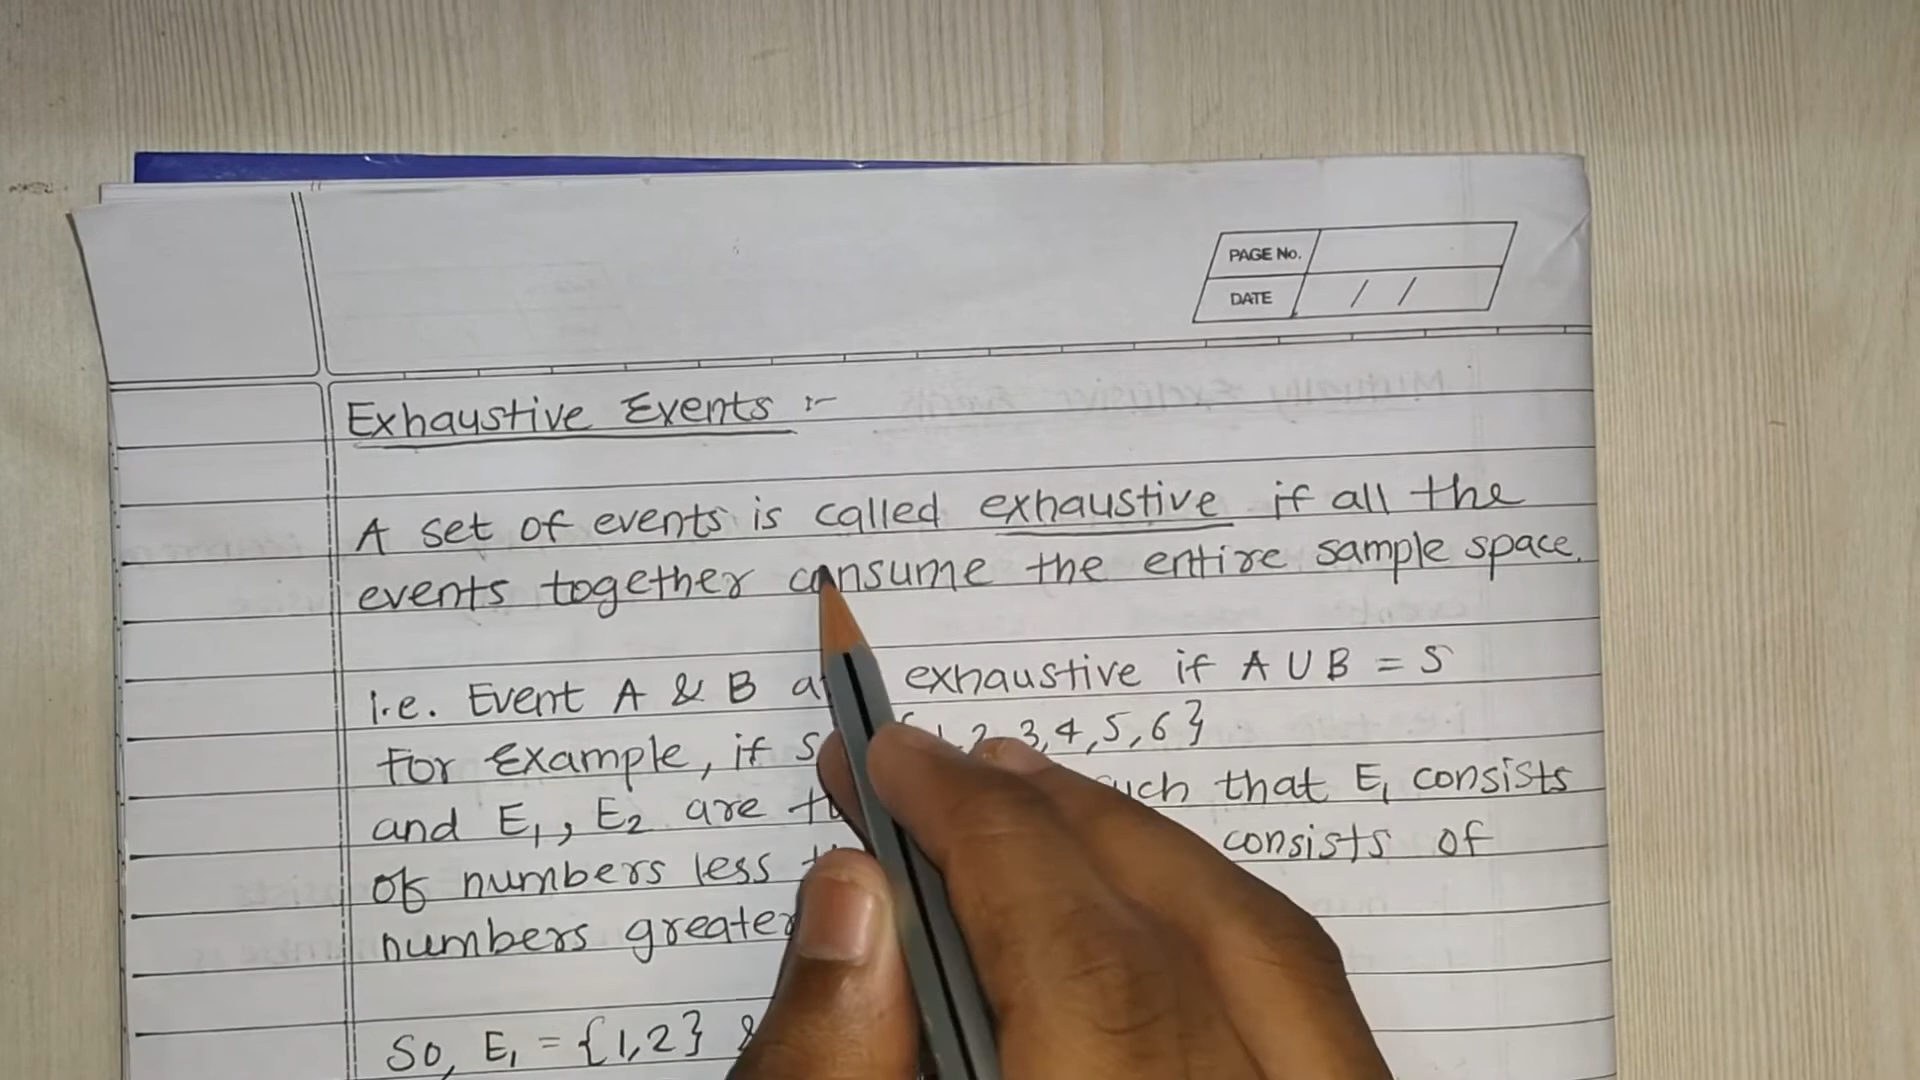 PAGE No.
DATE / /
Exhaustive Events :-
A set of events is called exhaustive if all the
events together consume the entire sample space.
i.e. Event A & B exhaustive if A U B = S
For Example, if S 1, 2, 3, 4, 5, 6 }
and E1, E2 are such that E1 consists
of numbers less consists of
numbers greater
So, E1 = {1,2} &